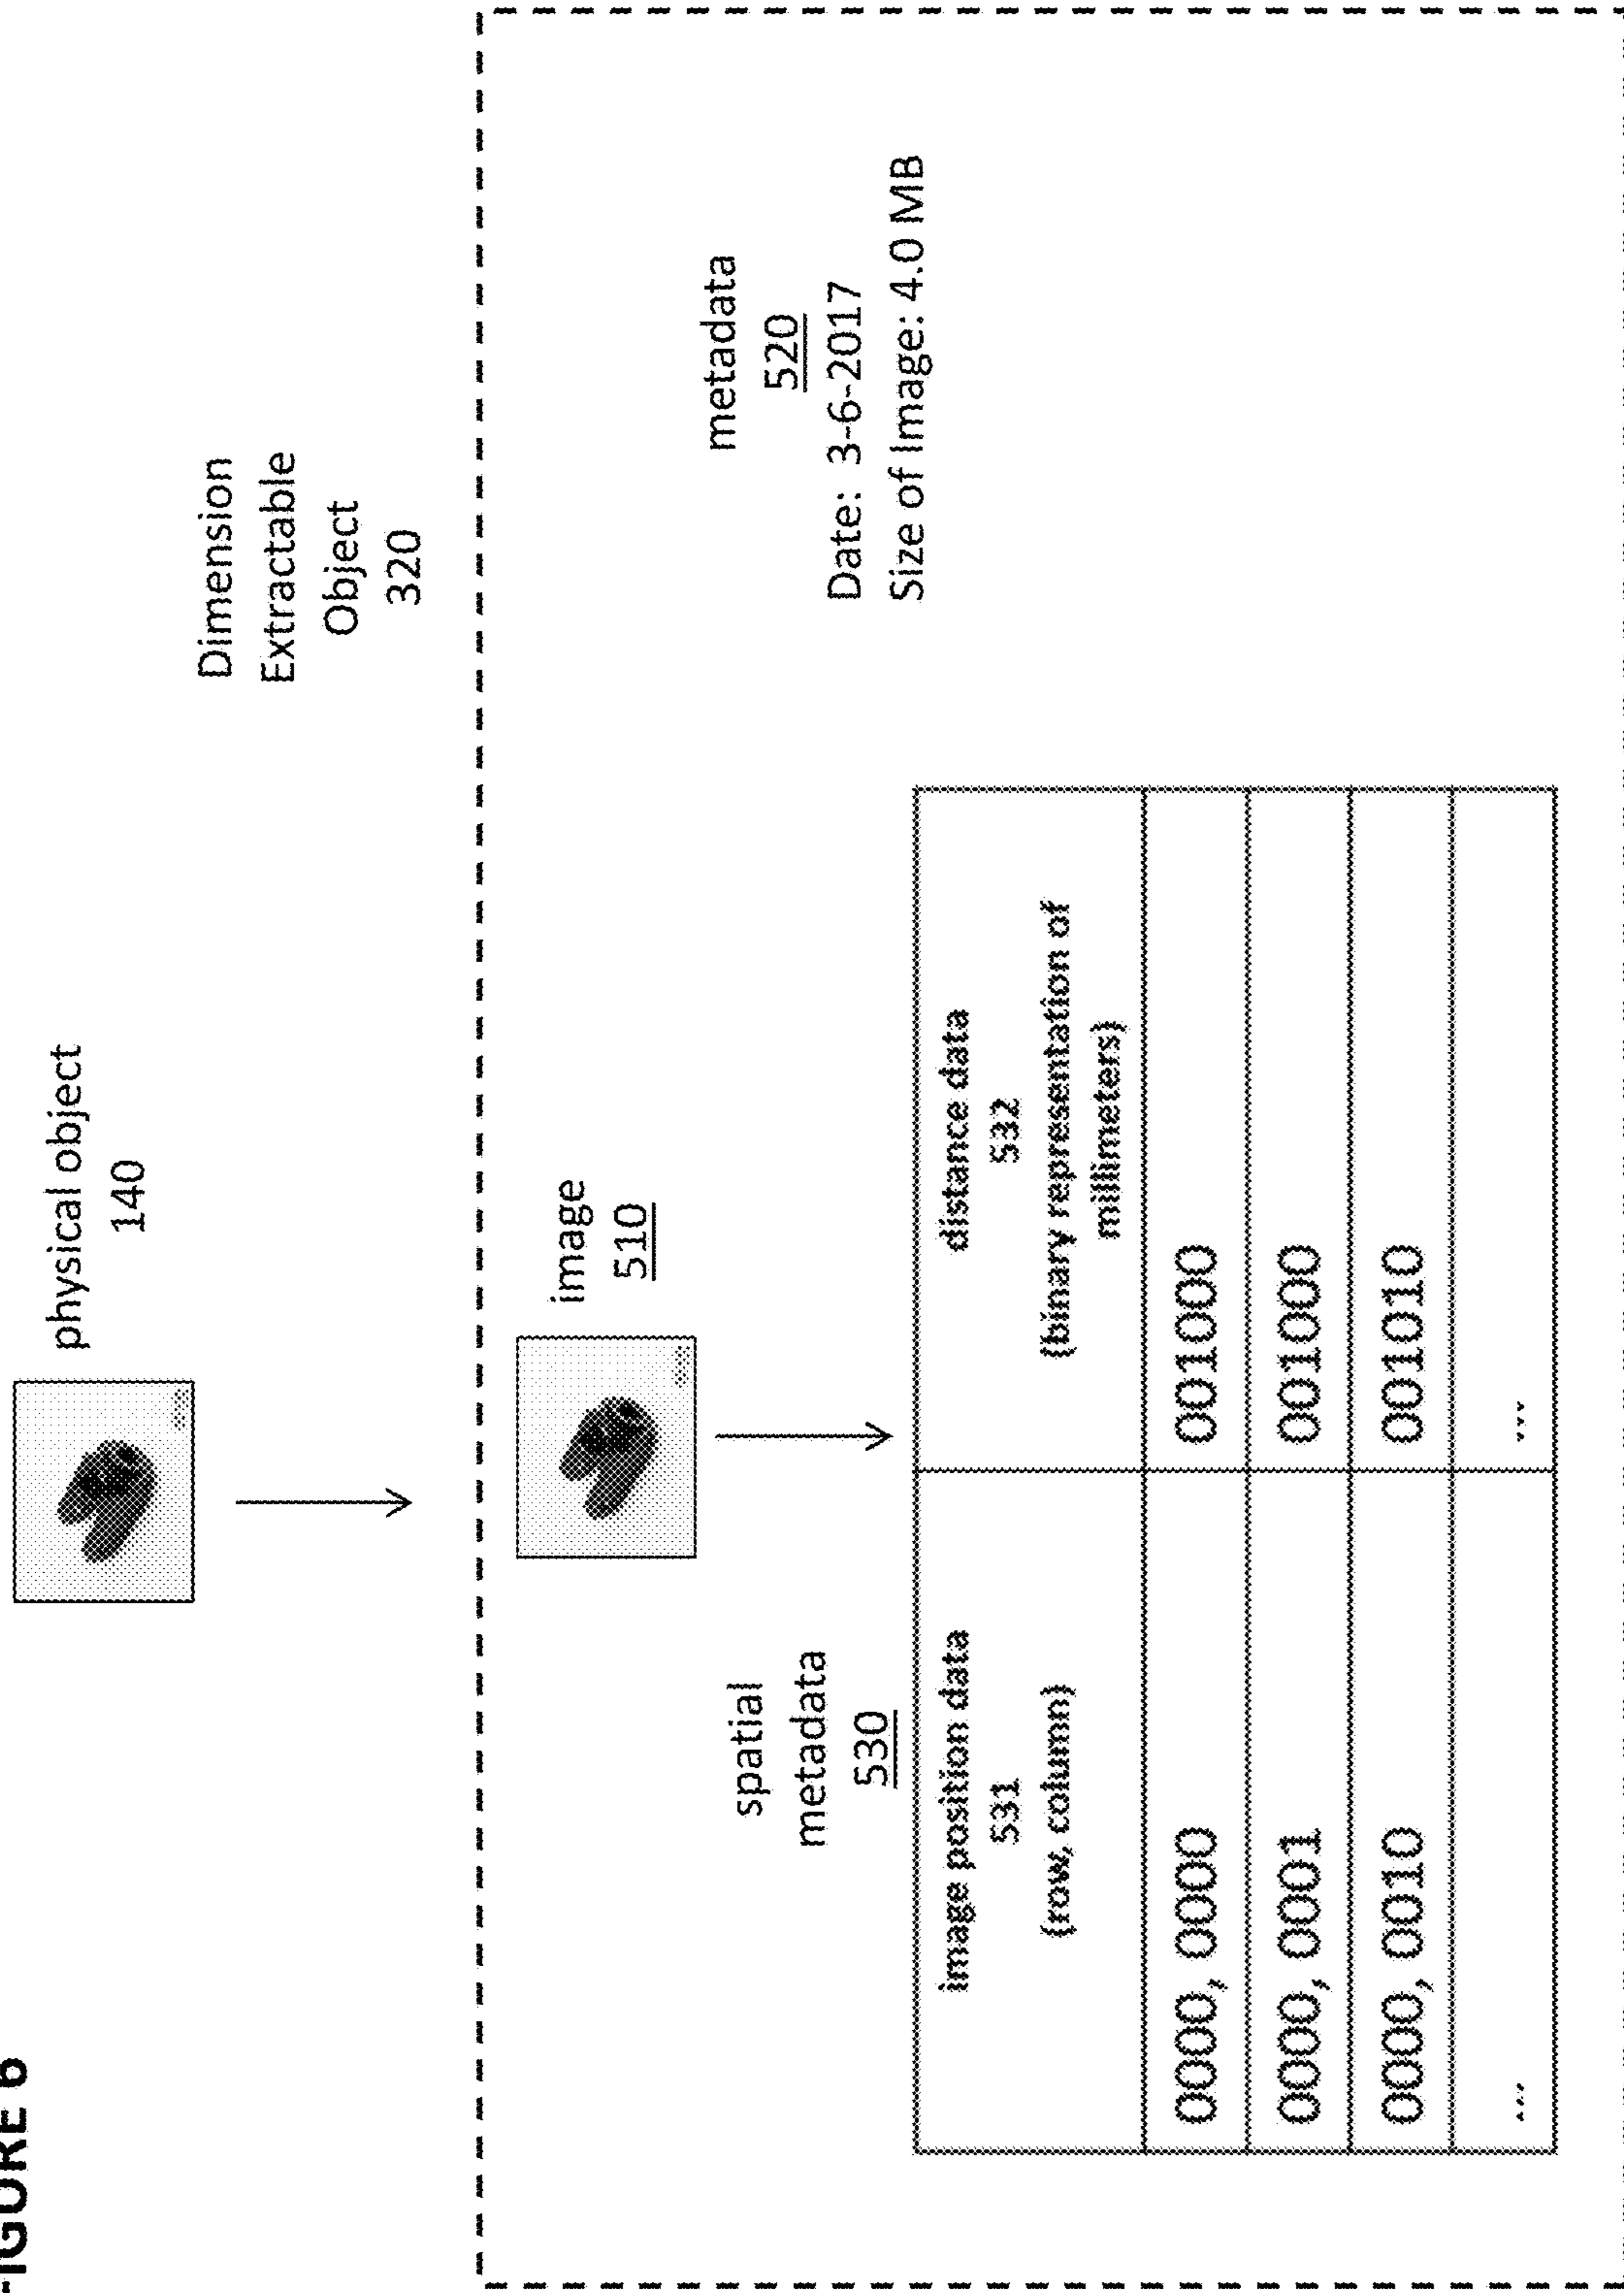 FIGURE 6
physical object
140
Dimension
Extractable
Object
320
image
510
metadata
520
Date: 3-6-2017
Size of Image: 4.0 MB
spatial
metadata
530
image position data
531
(row, column)
distance data
532
(binary representation of
millimeters)
0000, 0000
001000
0000, 0001
001000
0000, 0010
001010
...
...